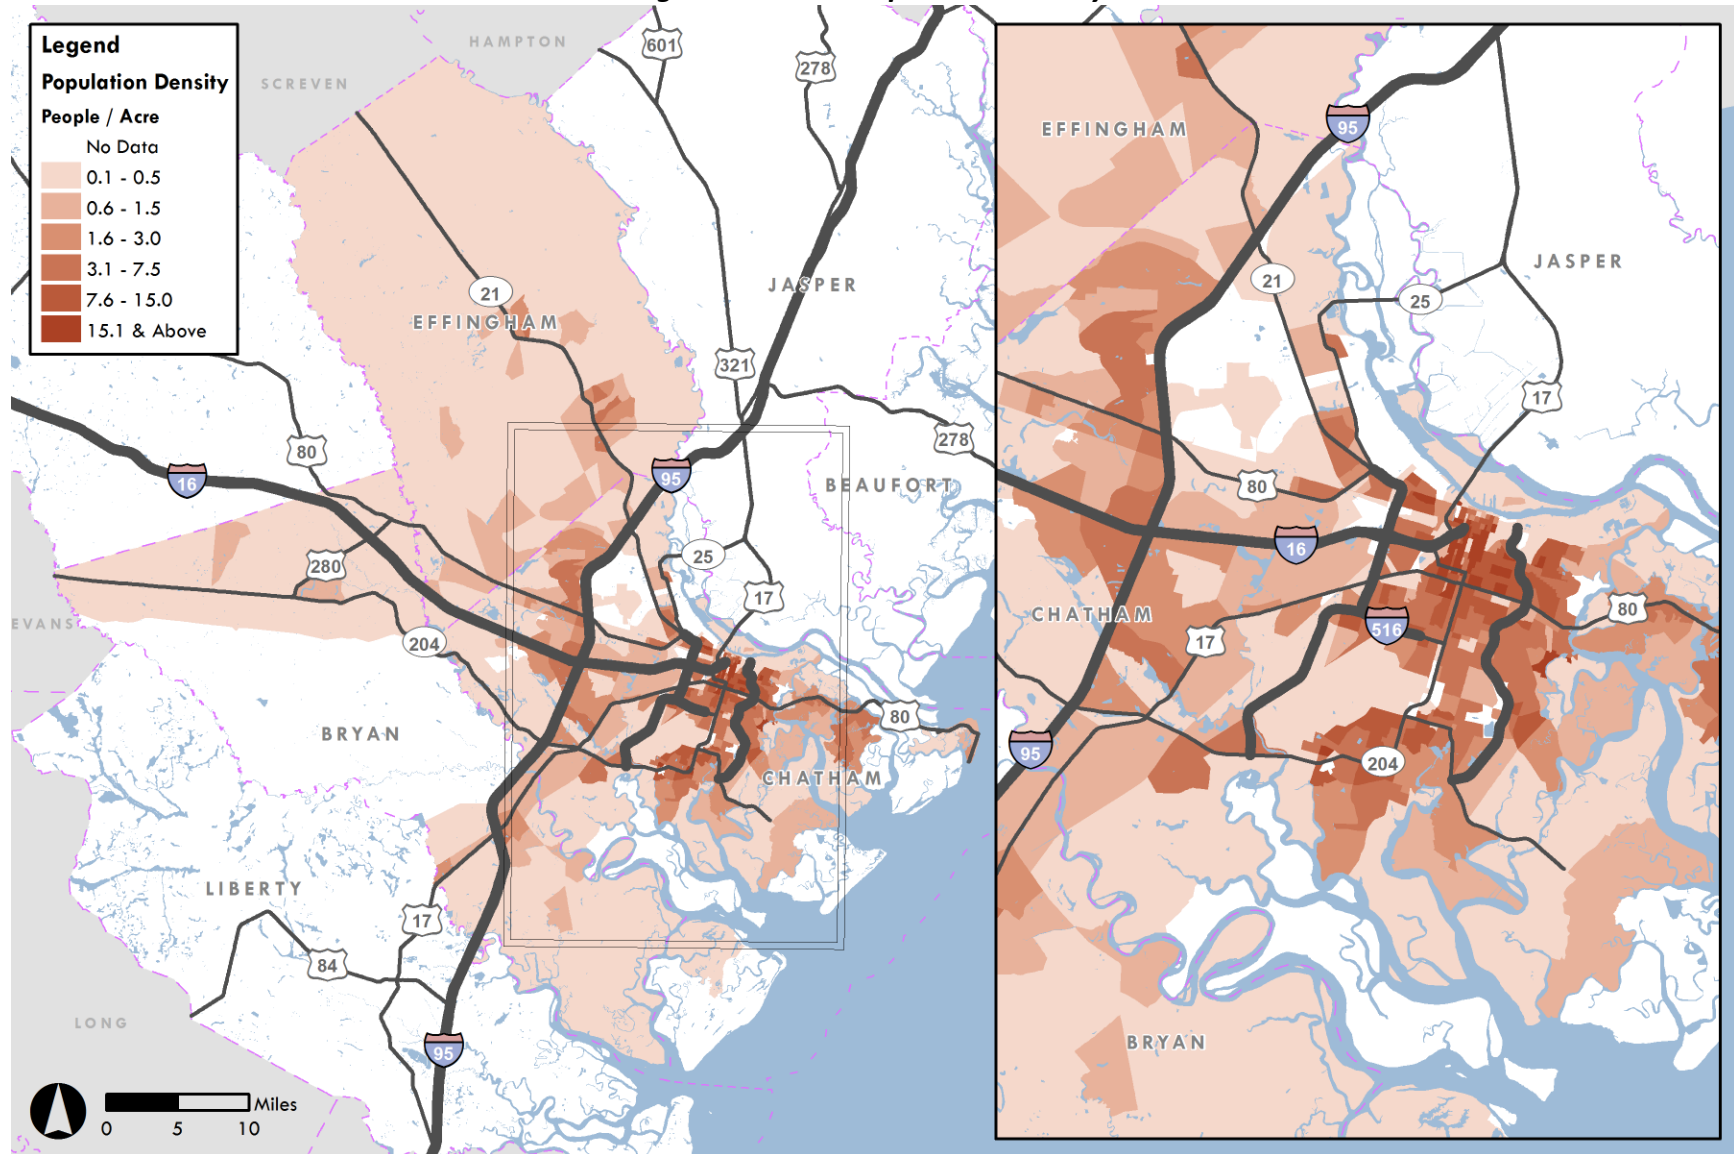 Legend
Population Density
People / Acre
No Data
0.1 - 0.5
0.6 - 1.5
1.6 - 3.0
3.1 - 7.5
7.6 - 15.0
15.1 & Above
HAMPTON
SCREVEN
601
278
21
EFFINGHAM
JASPER
321
278
80
16
95
BEAUFORT
280
25
17
EVANS
204
80
BRYAN
CHATHAM
LIBERTY
17
84
LONG
95
Miles
0 5 10
EFFINGHAM
95
JASPER
21
25
17
80
16
CHATHAM
80
516
17
95
204
BRYAN